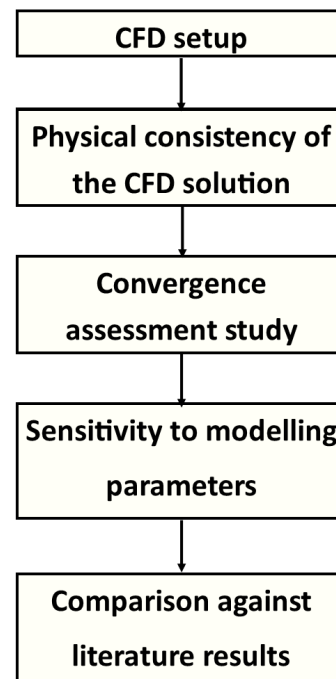 CFD setup
Physical consistency of
the CFD solution
Convergence
assessment study
Sensitivity to modelling
parameters
Comparison against
literature results